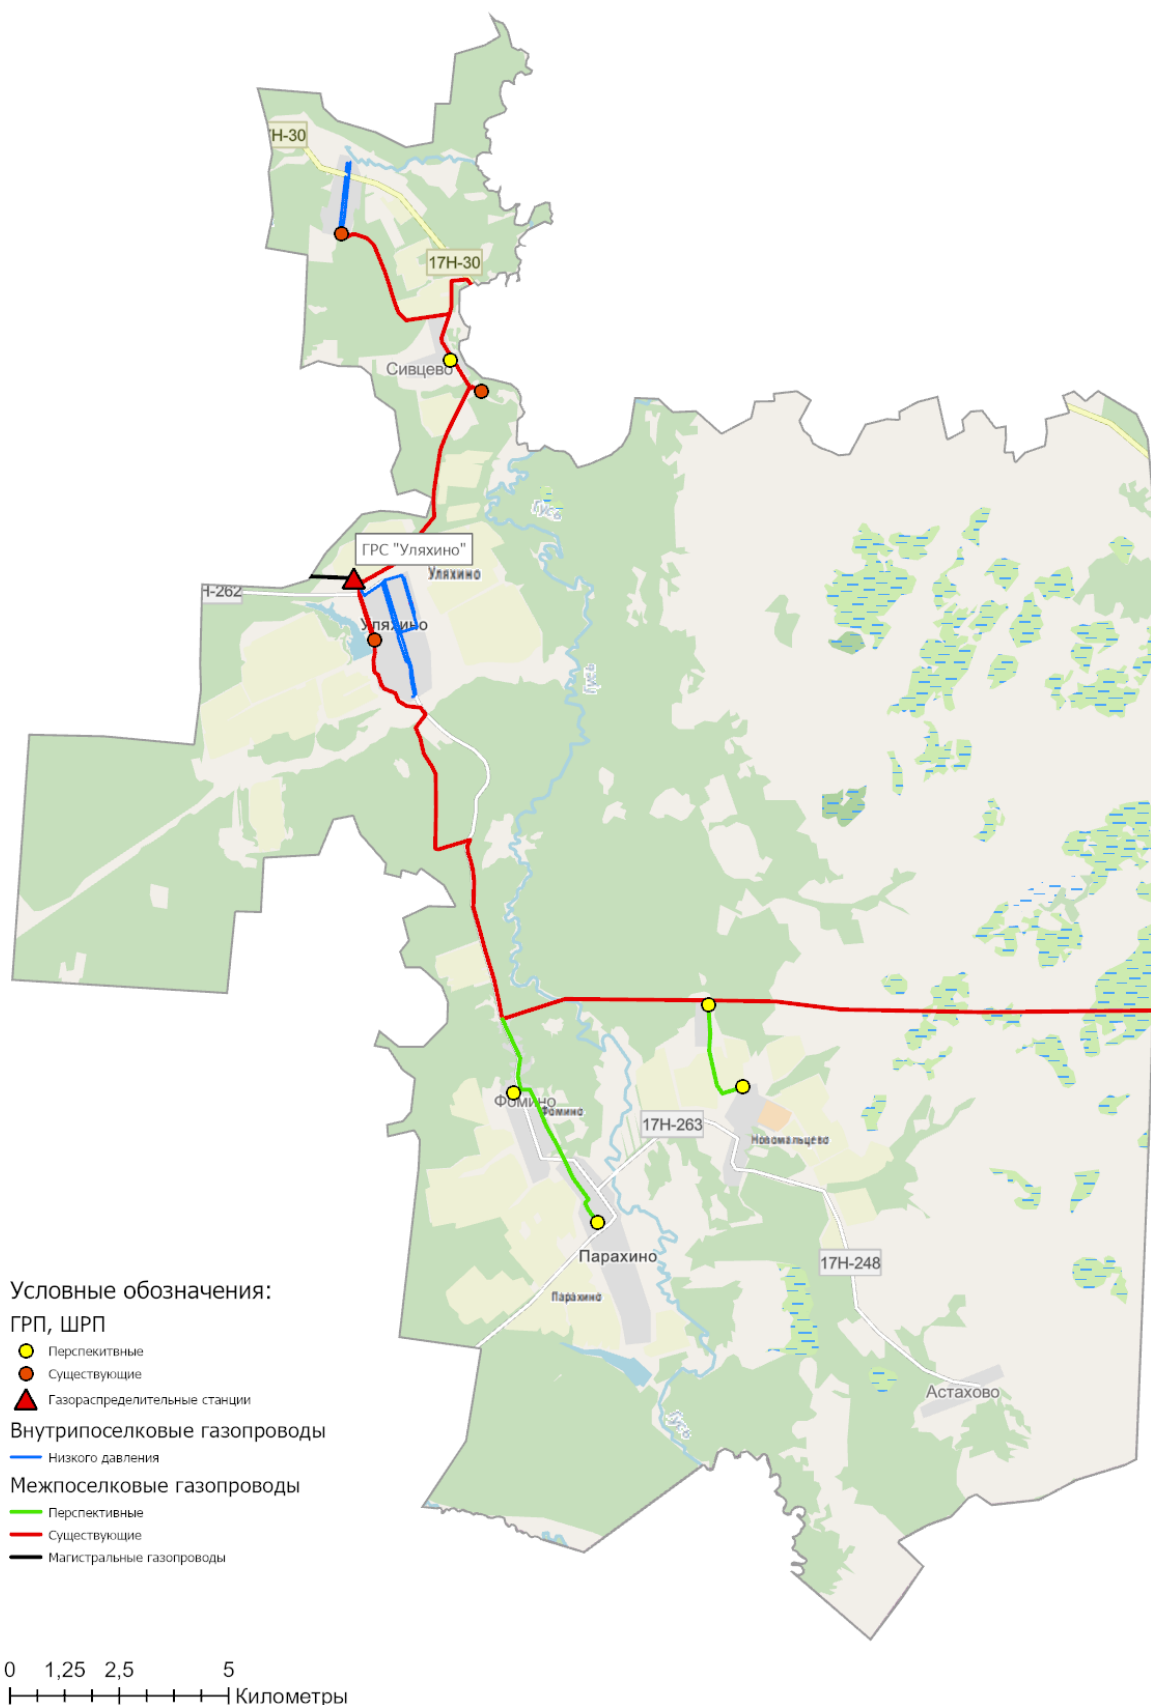 H-30
17Н-30
Сивцево
Гусь
ГРС "Уляхино"
Уляхино
Н-262
Уляхино
Гусь
Фомино
Фомино
17Н-263
Новомальцево
Парахино
17Н-248
Парахино
Астахово
Гусь
Условные обозначения:
ГРП, ШРП
Перспекитвные
Существующие
Газораспределительные станции
Внутрипоселковые газопроводы
Низкого давления
Межпоселковые газопроводы
Перспективные
Существующие
Магистральные газопроводы
0 1,25 2,5 5
Километры